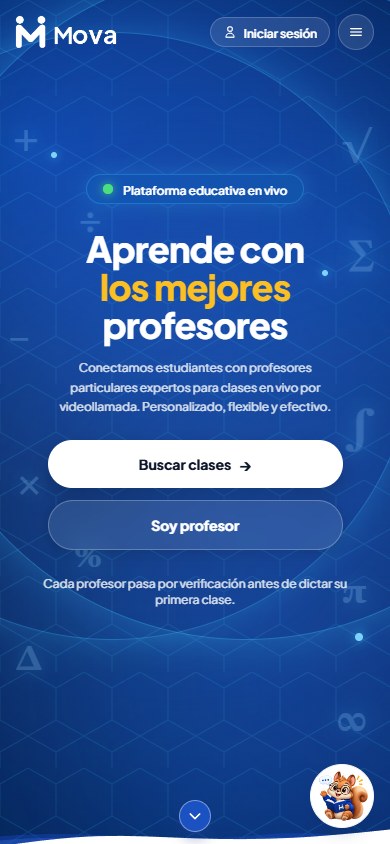 Mova
Iniciar sesión
Plataforma educativa en vivo
Aprende con
los mejores
profesores
Conectamos estudiantes con profesores
particulares expertos para clases en vivo por
videollamada. Personalizado, flexible y efectivo.
Buscar clases →
Soy profesor
Cada profesor pasa por verificación antes de dictar su
primera clase.
+
√
÷
Σ
−
∫
×
%
π
Δ
∞